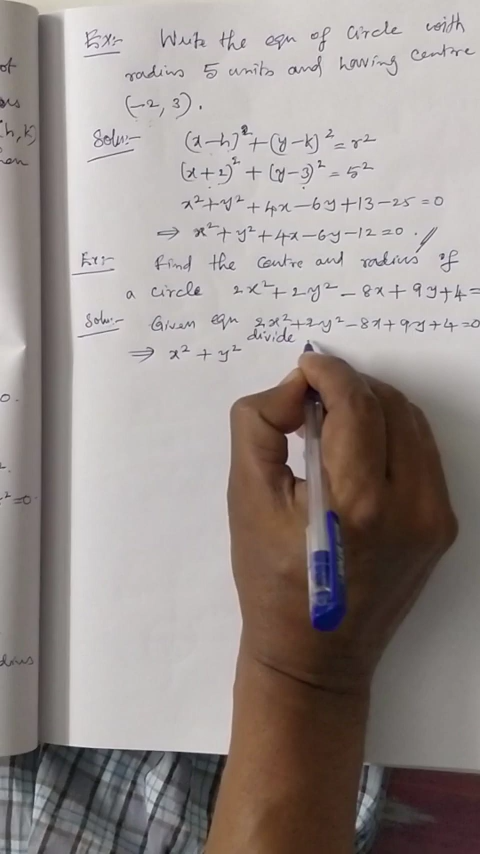 of
Ex:- Write the eqn of circle with
radius 5 units and having centre
(-2, 3).
Soln:- (x-h)² + (y-k)² = r²
(x+2)² + (y-3)² = 5²
x² + y² + 4x - 6y + 13 - 25 = 0
⇒ x² + y² + 4x - 6y - 12 = 0.
Ex:- Find the centre and radius of
a circle 2x² + 2y² - 8x + 9y + 4 =
Soln:- Given eqn 2x² + 2y² - 8x + 9y + 4 = 0
divide
⇒ x² + y²